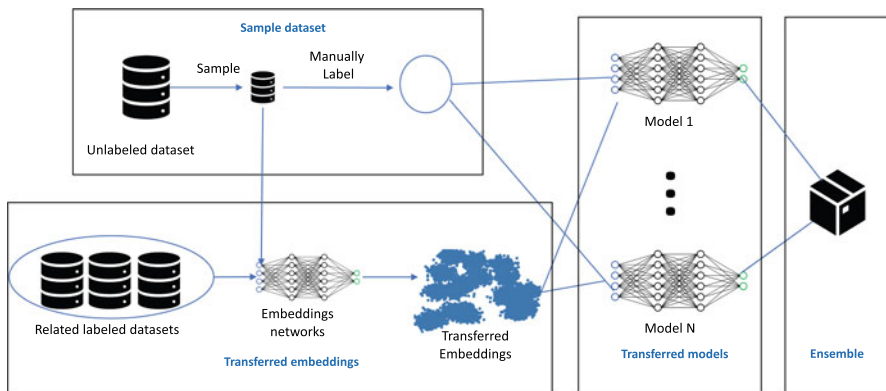 Sample dataset
Sample
Manually
Label
Unlabeled dataset
Model 1
Related labeled datasets
Embeddings
networks
Transferred
Embeddings
Model N
Transferred embeddings
Transferred models
Ensemble